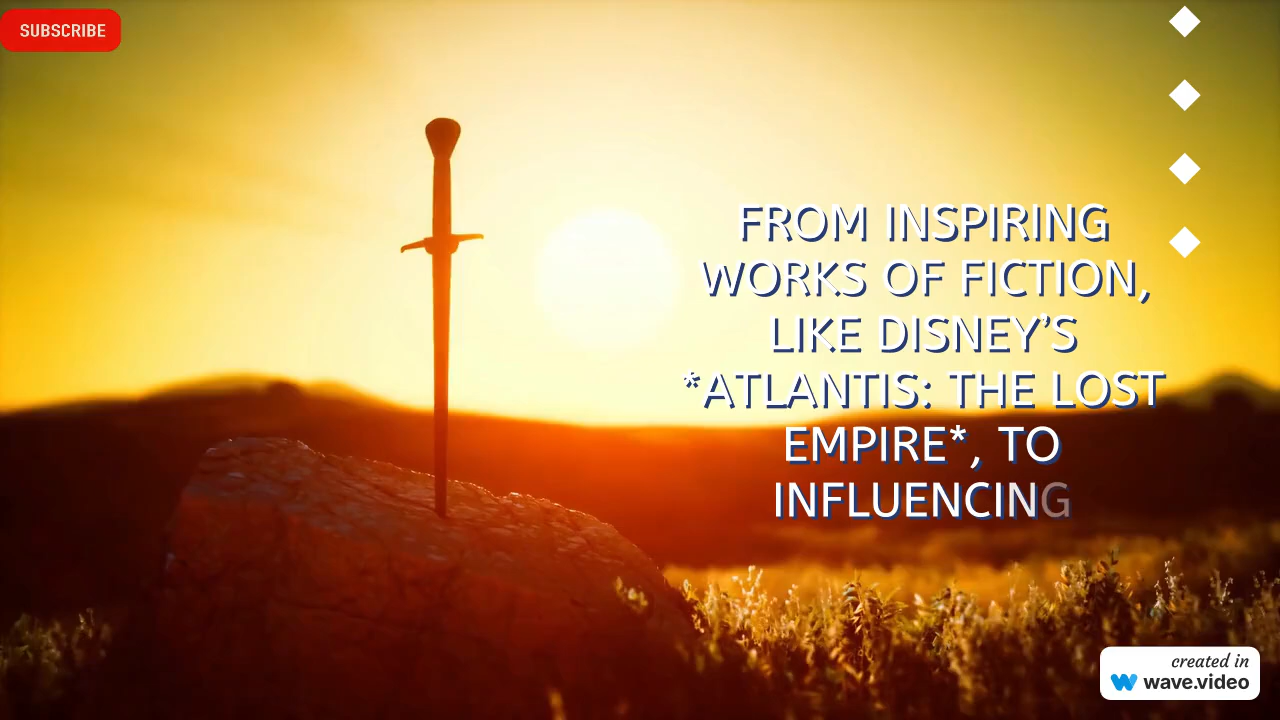 SUBSCRIBE
FROM INSPIRING
WORKS OF FICTION,
LIKE DISNEY’S
*ATLANTIS: THE LOST
EMPIRE*, TO
INFLUENCING
created in
wave.video